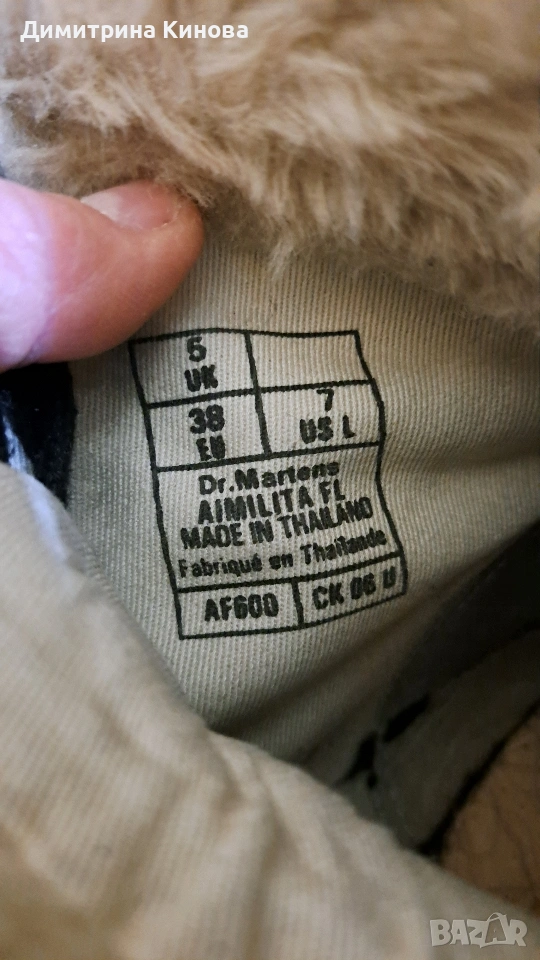 Димитрина Кинова
5
UK
38
EU
7
US L
Dr.Martens
AIMILITA FL
MADE IN THAILAND
Fabriqué en Thaïlande
AF600
CK 06 U
BAZAR